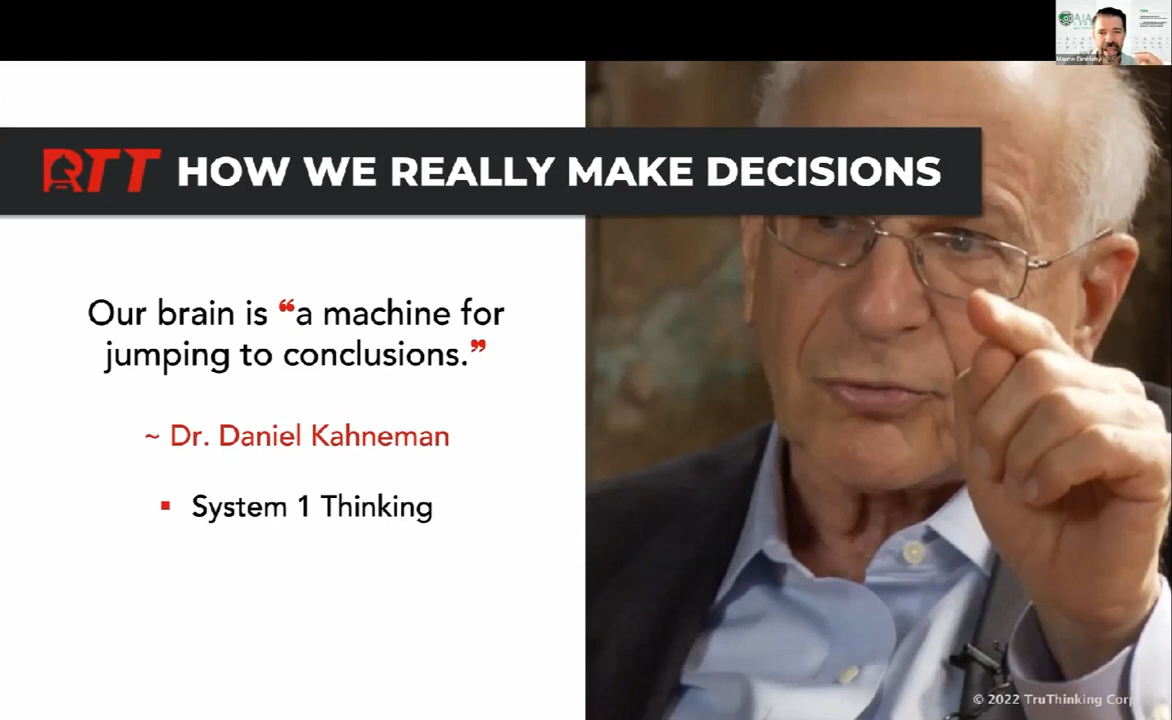 RTT HOW WE REALLY MAKE DECISIONS
Our brain is “a machine for
jumping to conclusions.”
~ Dr. Daniel Kahneman
▪ System 1 Thinking
© 2022 TruThinking Corp